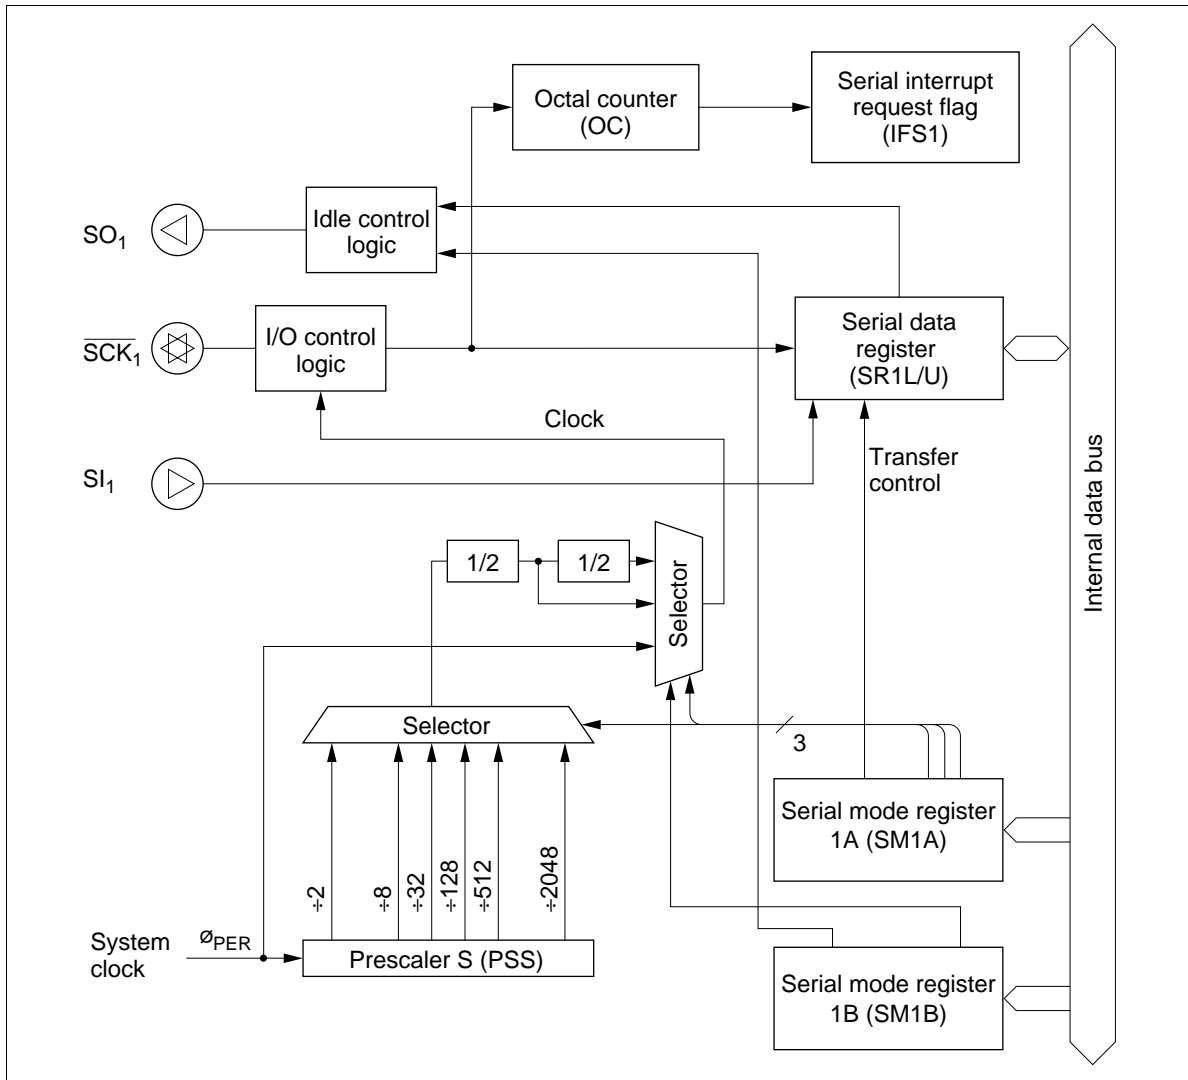 Octal counter
(OC)
Serial interrupt
request flag
(IFS1)
SO1
Idle control
logic
SCK1
I/O control
logic
Serial data
register
(SR1L/U)
Clock
SI1
Transfer
control
Internal data bus
1/2
1/2
Selector
Selector
3
Serial mode register
1A (SM1A)
÷2
÷8
÷32
÷128
÷512
÷2048
System
clock
øPER
Prescaler S (PSS)
Serial mode register
1B (SM1B)